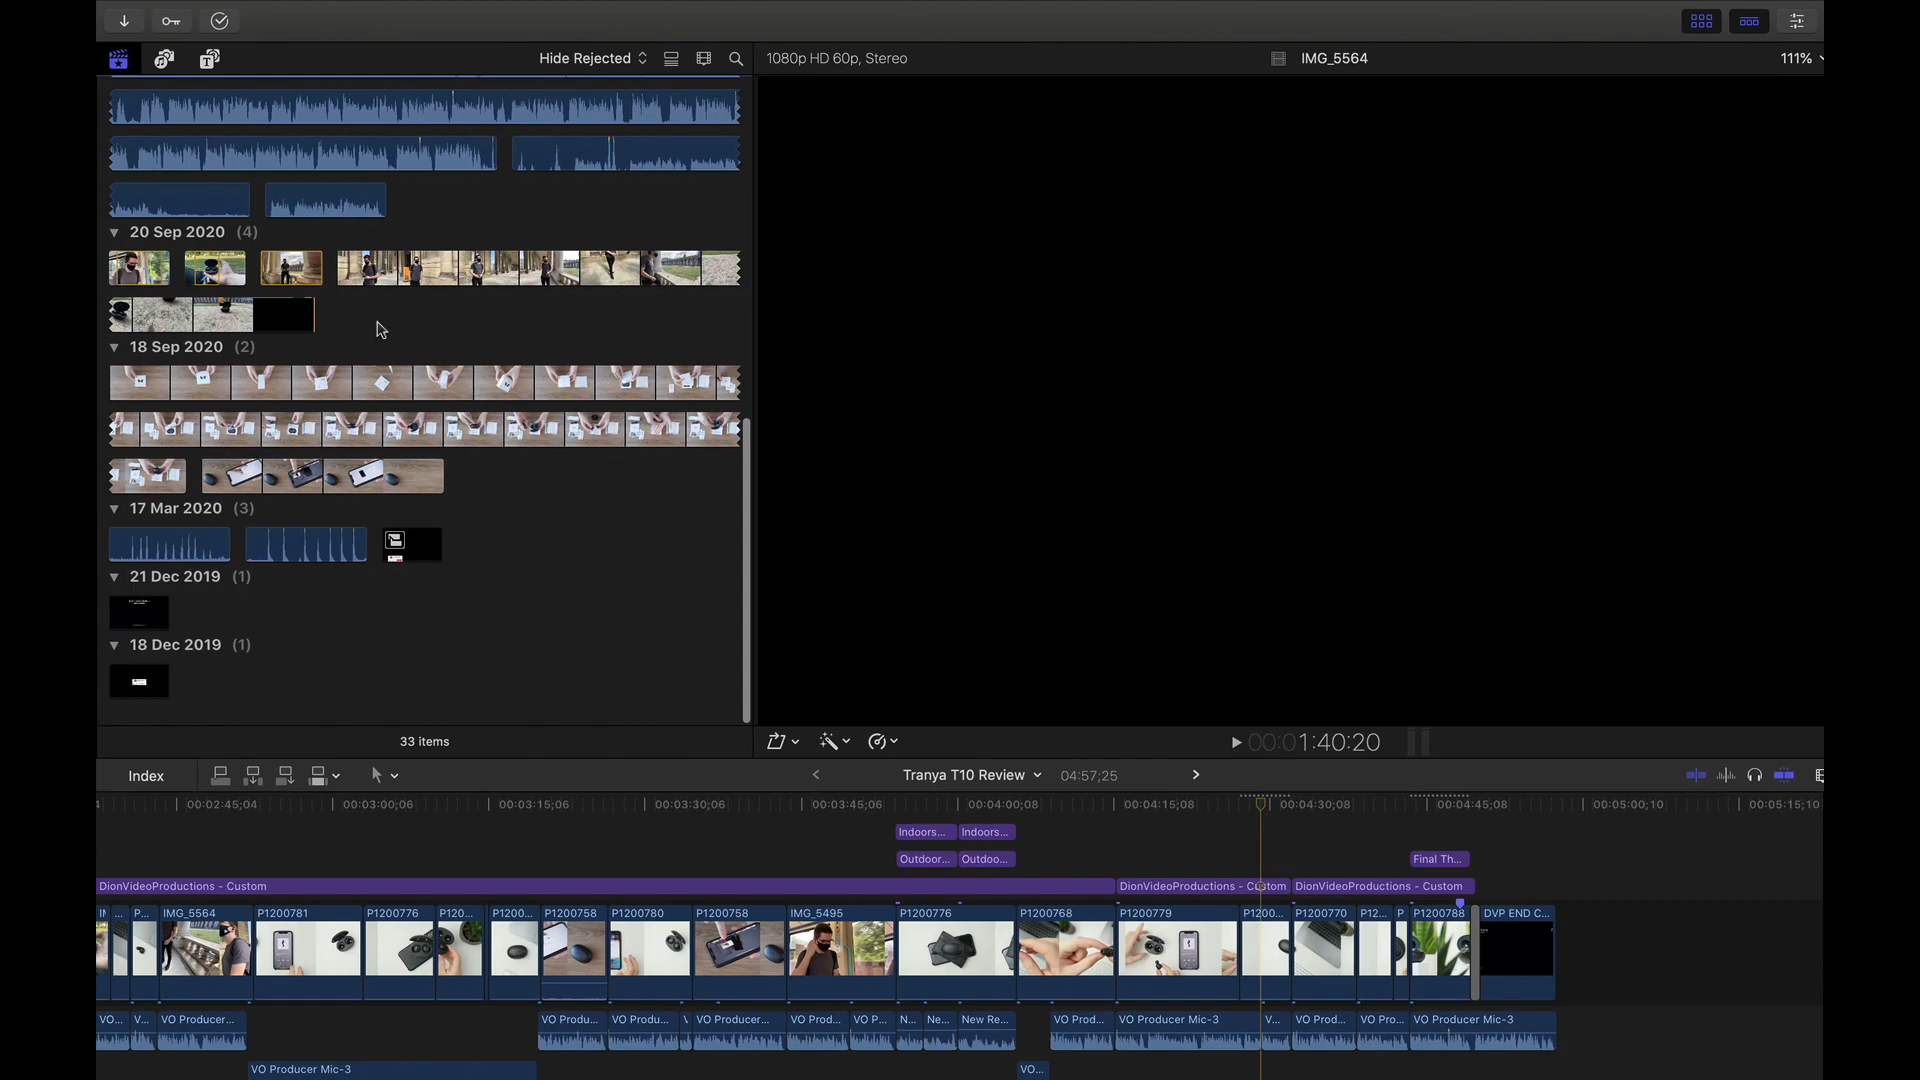 Hide Rejected
1080p HD 60p, Stereo
IMG_5564
111%
20 Sep 2020 (4)
18 Sep 2020 (2)
17 Mar 2020 (3)
21 Dec 2019 (1)
18 Dec 2019 (1)
33 items
00:01:40:20
Index
Tranya T10 Review
04:57;25
00:02:45;04
00:03:00;06
00:03:15;06
00:03:30;06
00:03:45;06
00:04:00;08
00:04:15;08
00:04:30;08
00:04:45;08
00:05:00;10
00:05:15;10
Indoors...
Indoors...
Outdoor...
Outdoo...
Final Th...
DionVideoProductions - Custom
DionVideoProductions - Custom
DionVideoProductions - Custom
...
P...
IMG_5564
P1200781
P1200776
P120...
P1200...
P1200758
P1200780
P1200758
IMG_5495
P1200776
P1200768
P1200779
P1200...
P1200770
P12...
P
P1200788
DVP END C...
VO...
V...
VO Producer...
VO Produ...
VO Produ...
VO Producer...
VO Prod...
VO P...
N...
Ne...
New Re...
VO Prod...
VO Producer Mic-3
V...
VO Prod...
VO Pro...
VO Producer Mic-3
VO Producer Mic-3
VO...